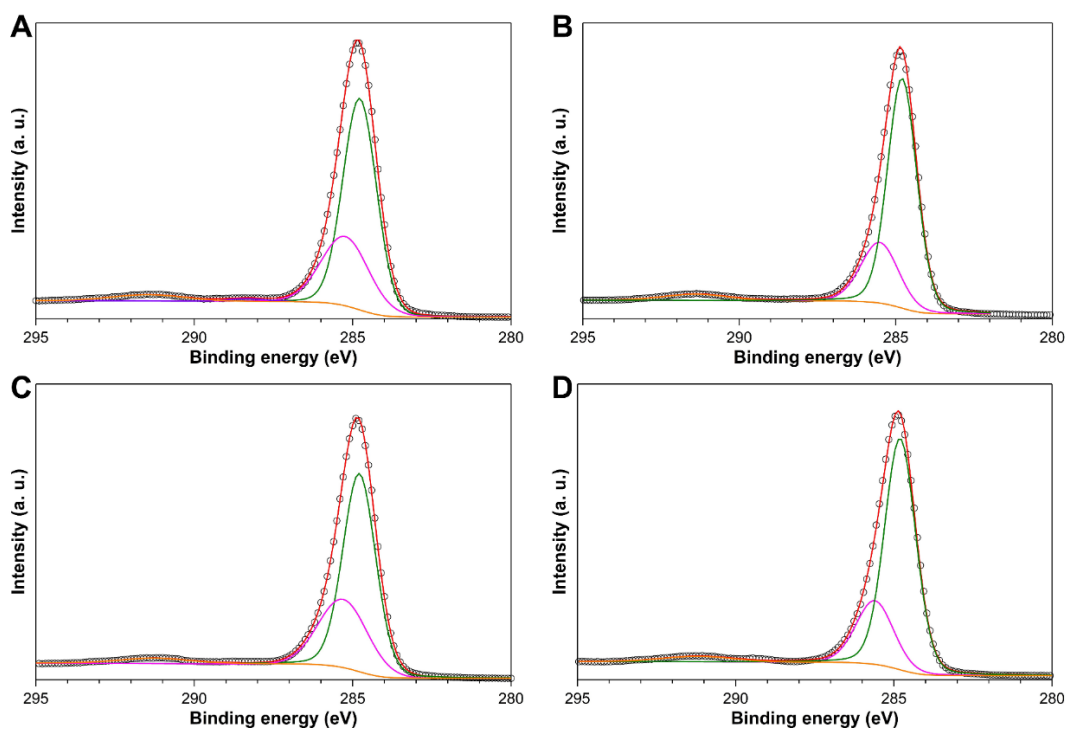 A
Intensity (a. u.)
295 290 285 280
Binding energy (eV)
B
Intensity (a. u.)
295 290 285 280
Binding energy (eV)
C
Intensity (a. u.)
295 290 285 280
Binding energy (eV)
D
Intensity (a. u.)
295 290 285 280
Binding energy (eV)